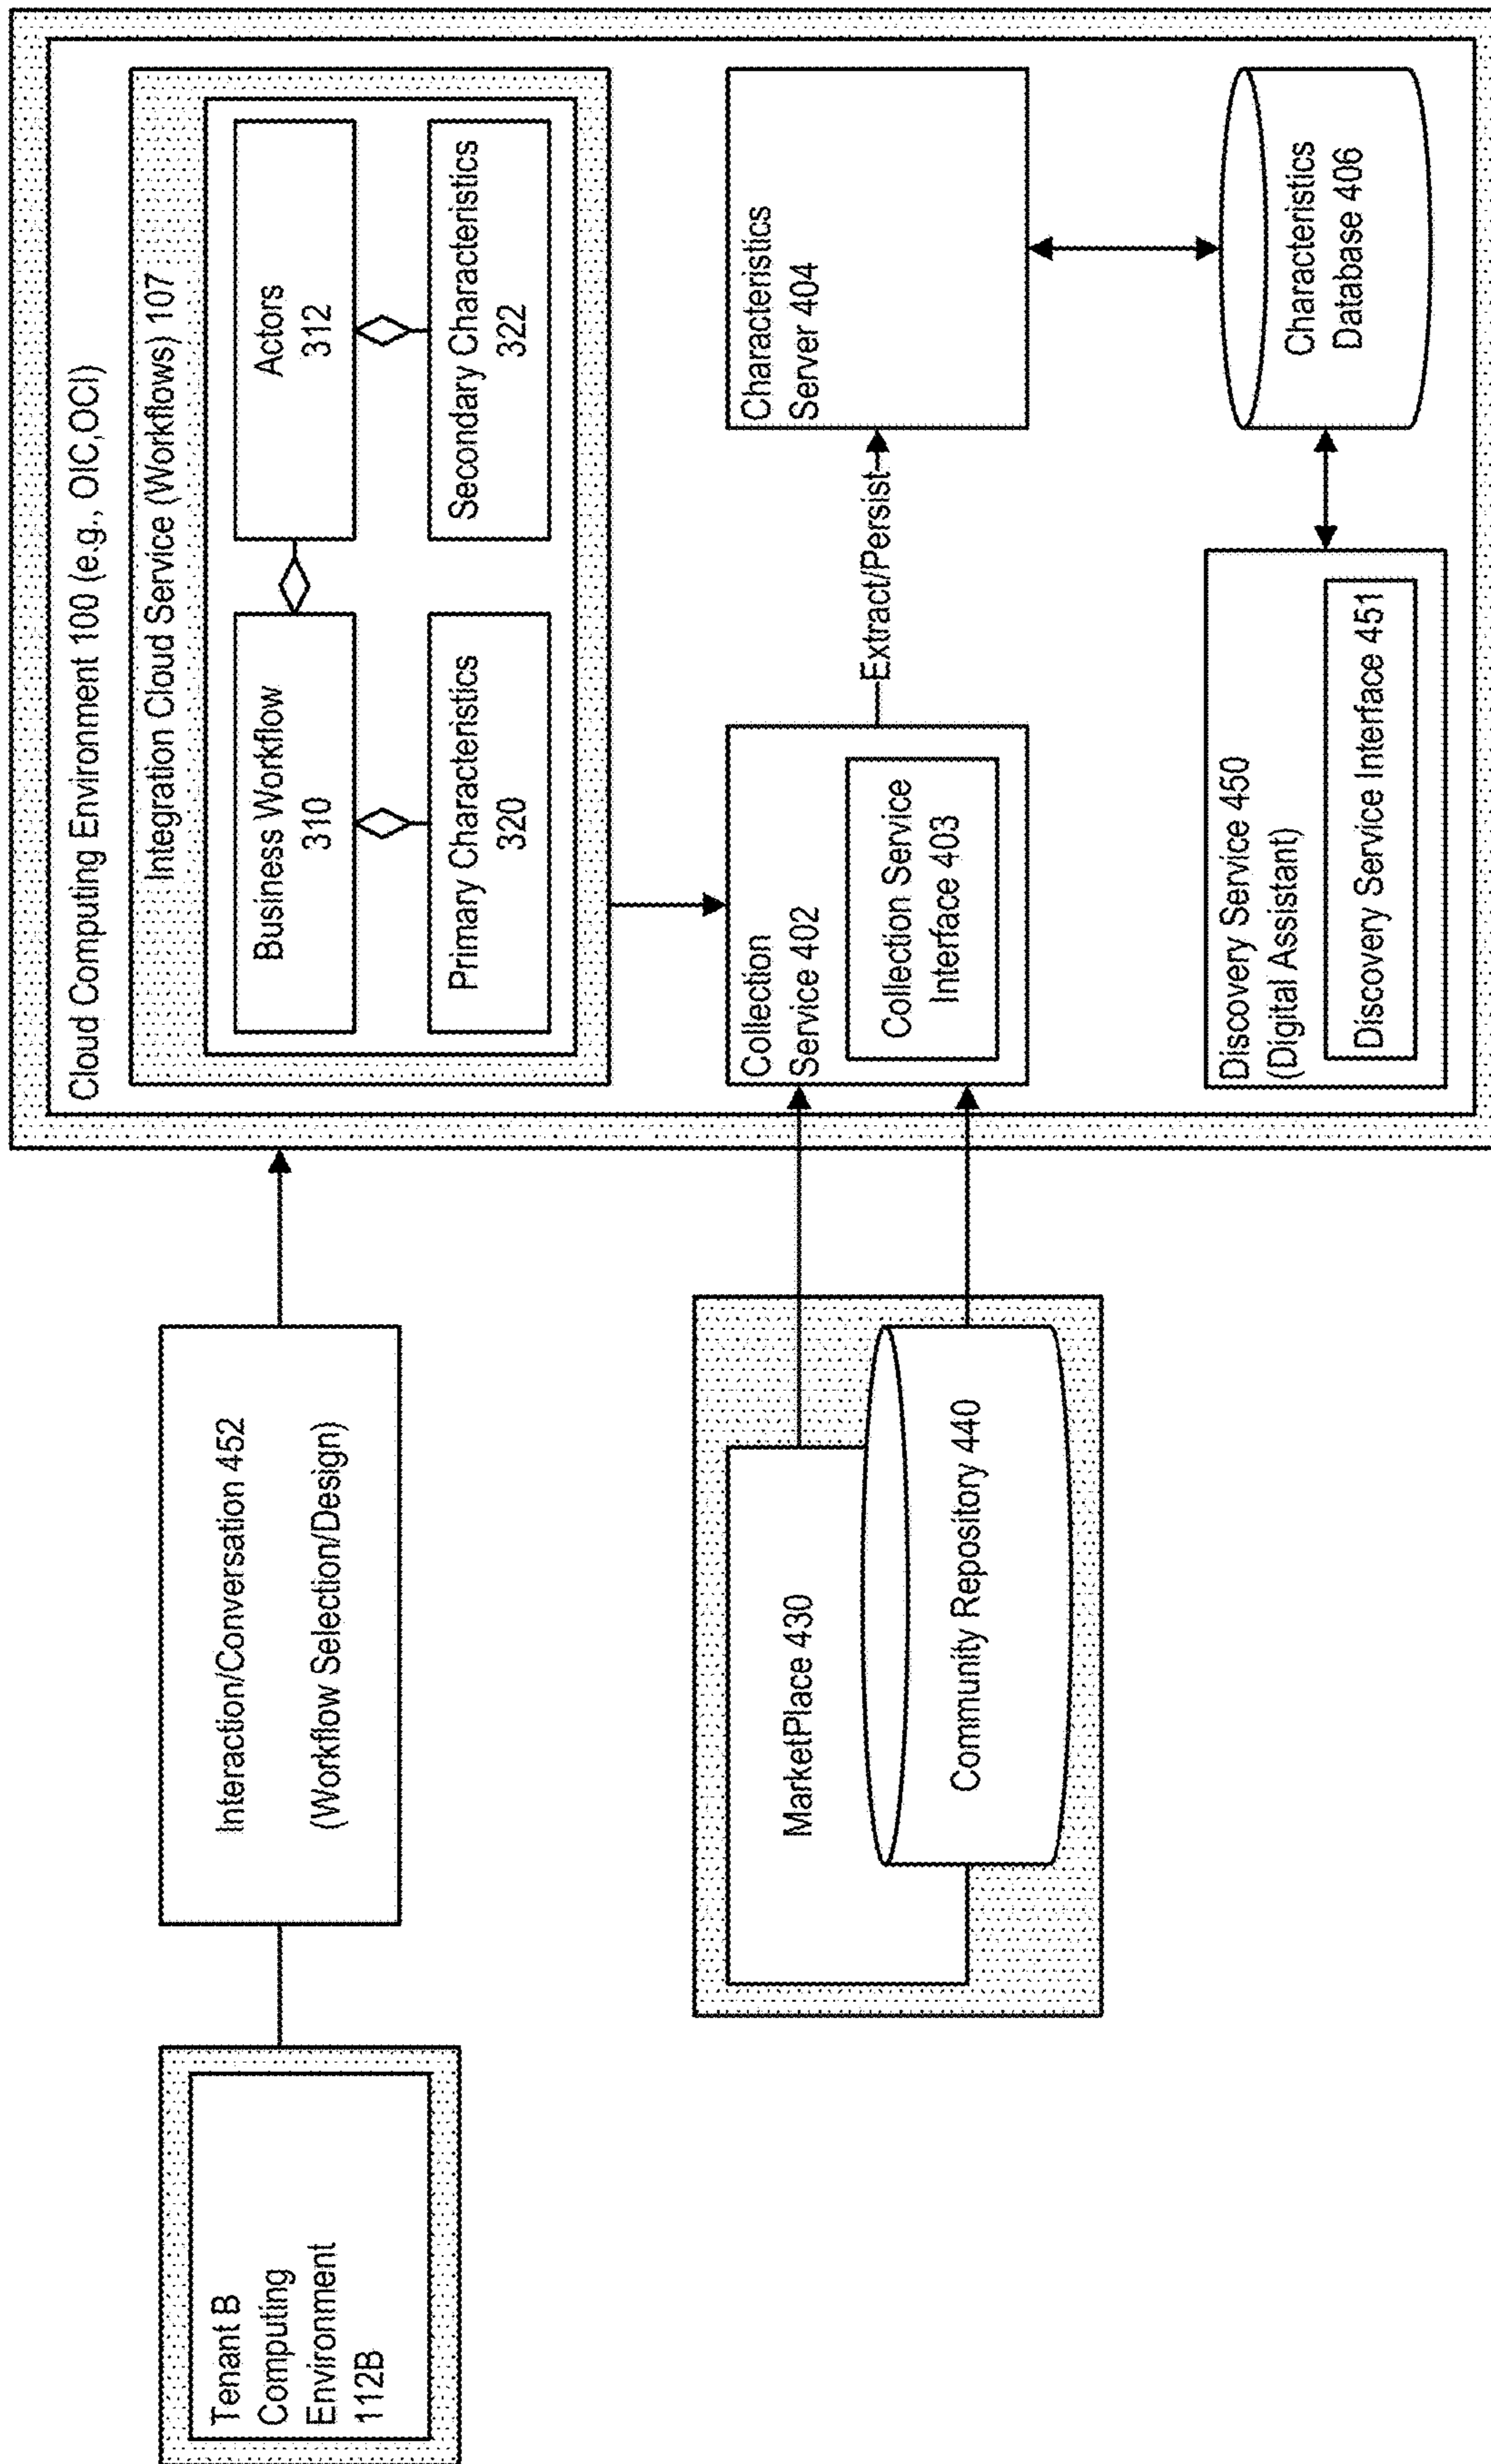 Cloud Computing Environment 100 (e.g., OIC,OCI)
Integration Cloud Service (Workflows) 107
Business Workflow
310
Actors
312
Primary Characteristics
320
Secondary Characteristics
322
Tenant B
Computing
Environment
112B
Interaction/Conversation 452
(Workflow Selection/Design)
MarketPlace 430
Community Repository 440
Collection
Service 402
Collection Service
Interface 403
Extract/Persist
Characteristics
Server 404
Discovery Service 450
(Digital Assistant)
Discovery Service Interface 451
Characteristics
Database 406